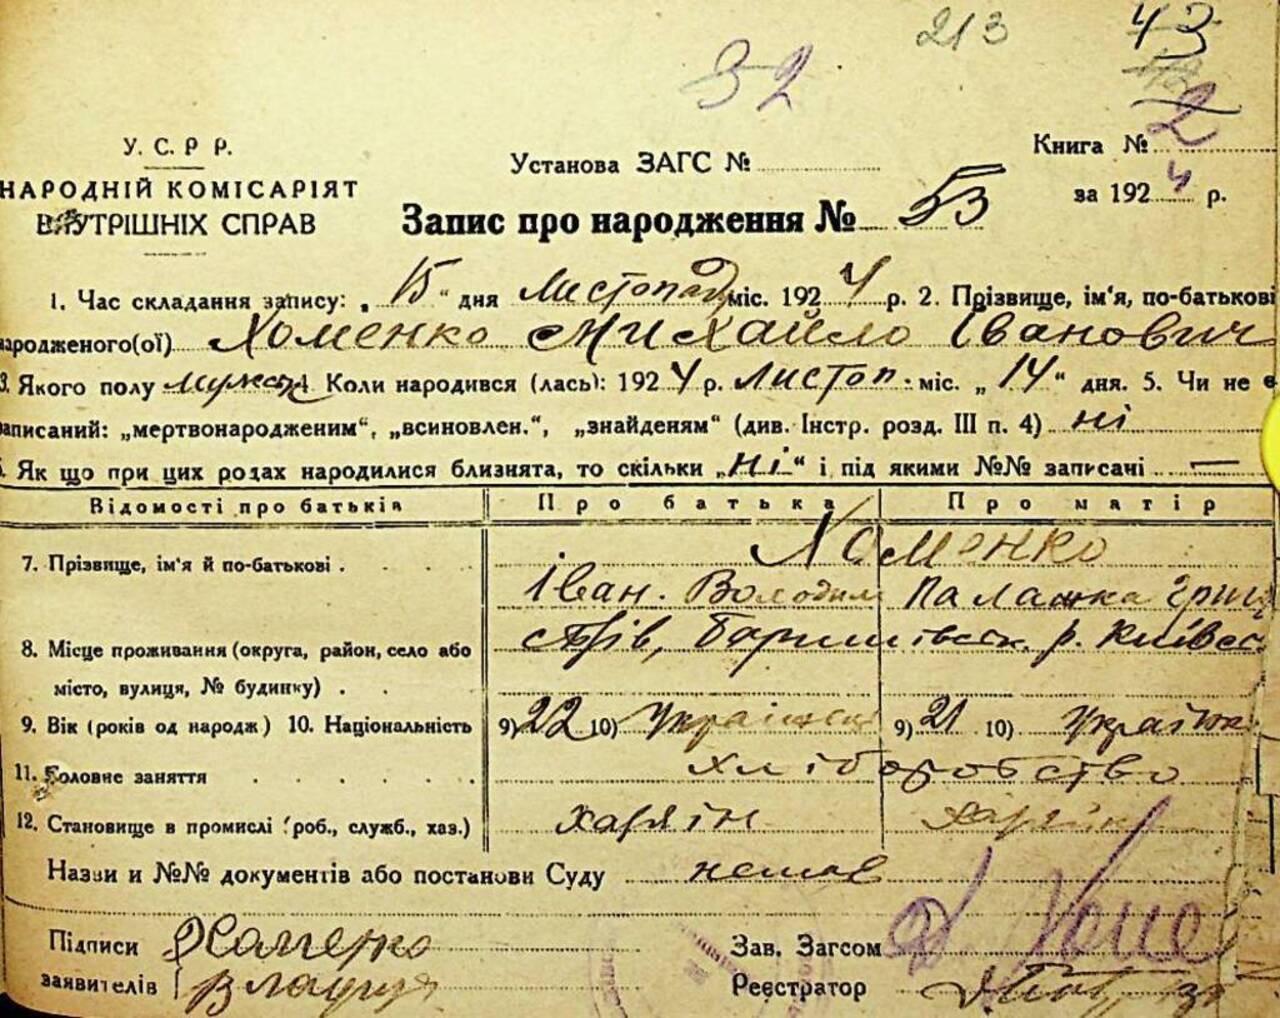 213 43
32
2
У. С. Р Р.
НАРОДНІЙ КОМІСАРІЯТ
ВНУТРІШНІХ СПРАВ
Установа ЗАГС №
Книга №
за 1924 р.
Запис про народження № 53
1. Час складання запису: „15“ дня Листопад міс. 1924 р. 2. Прізвище, ім'я, по-батькові
народженого(ої) Хоменко Михайло Іванович
3. Якого полу мужск 4 Коли народився (лась): 1924 р. листоп. міс. „14“ дня. 5. Чи не є
записаний: „мертвонародженим“, „всиновлен.“, „знайденям“ (див. Інстр. розд. III п. 4) ні
6. Як що при цих родах народилися близнята, то скільки „ні“ і під якими №№ записані —
Відомості про батьків Про батька Про матір
7. Прізвище, ім'я й по-батькові Хоменко
Іван. Володим Палажка Григ
8. Місце проживання (округа, район, село або
місто, вулиця, № будинку) Баришівськ. р. Київськ
9. Вік (років од народж) 10. Національність 9) 22 10) Українець 9) 21 10) Українка
11. Головне заняття хліборобство
12. Становище в промислі (роб., служб., хаз.) хазяїн хазяйка
Назви и №№ документів або постанови Суду немає
Підписи
заявителів
Хоменко
Зав. Загсом
Реєстратор